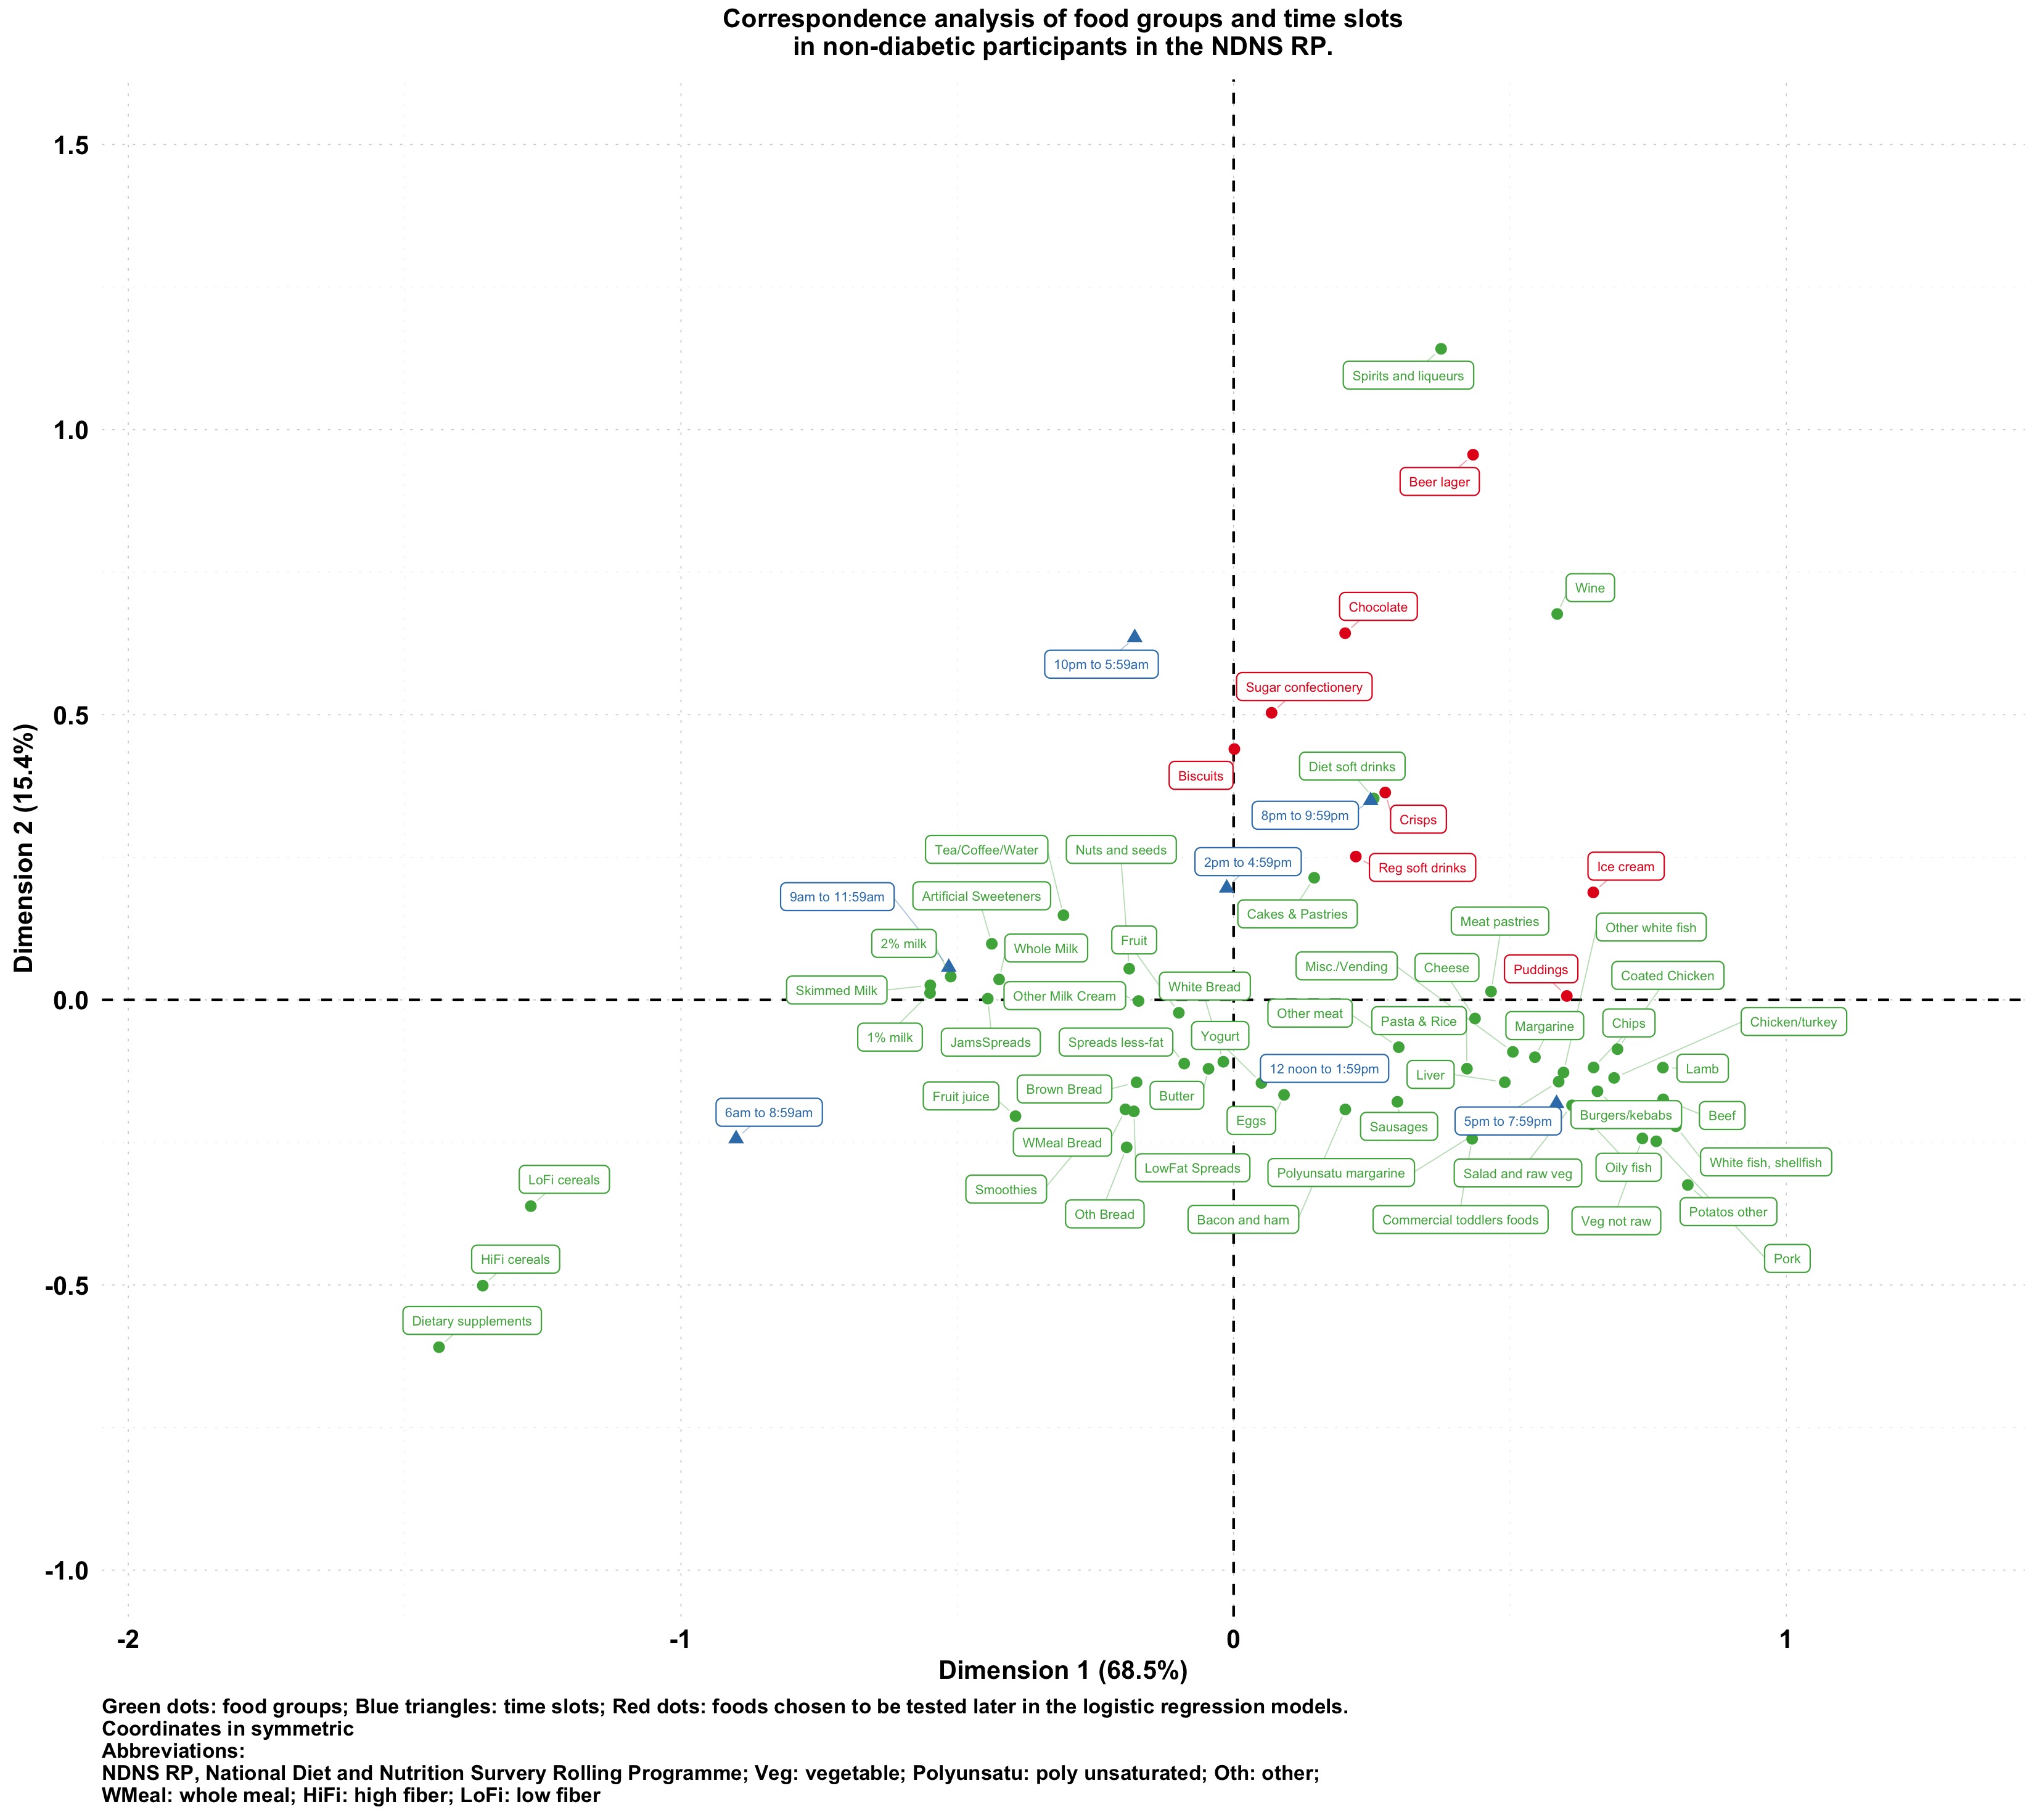 Correspondence analysis of food groups and time slots
in non-diabetic participants in the NDNS RP.
Dimension 2 (15.4%)
1.5
1.0
0.5
0.0
-0.5
-1.0
Spirits and liqueurs
Beer lager
Wine
Chocolate
10pm to 5:59am
Sugar confectionery
Biscuits
Diet soft drinks
8pm to 9:59pm
Crisps
Tea/Coffee/Water
Nuts and seeds
2pm to 4:59pm
Reg soft drinks
Ice cream
9am to 11:59am
Artificial Sweeteners
Cakes & Pastries
Meat pastries
Other white fish
2% milk
Whole Milk
Fruit
Misc./Vending
Cheese
Puddings
Coated Chicken
Skimmed Milk
Other Milk Cream
White Bread
Other meat
Pasta & Rice
Margarine
Chips
Chicken/turkey
1% milk
JamsSpreads
Spreads less-fat
Yogurt
12 noon to 1:59pm
Liver
Lamb
Brown Bread
Fruit juice
Butter
6am to 8:59am
Eggs
Sausages
5pm to 7:59pm
Burgers/kebabs
Beef
WMeal Bread
LowFat Spreads
Polyunsatu margarine
Salad and raw veg
Oily fish
White fish, shellfish
LoFi cereals
Smoothies
Oth Bread
Bacon and ham
Commercial toddlers foods
Veg not raw
Potatos other
HiFi cereals
Pork
Dietary supplements
-2
-1
0
1
Dimension 1 (68.5%)
Green dots: food groups; Blue triangles: time slots; Red dots: foods chosen to be tested later in the logistic regression models.
Coordinates in symmetric
Abbreviations:
NDNS RP, National Diet and Nutrition Survery Rolling Programme; Veg: vegetable; Polyunsatu: poly unsaturated; Oth: other;
WMeal: whole meal; HiFi: high fiber; LoFi: low fiber